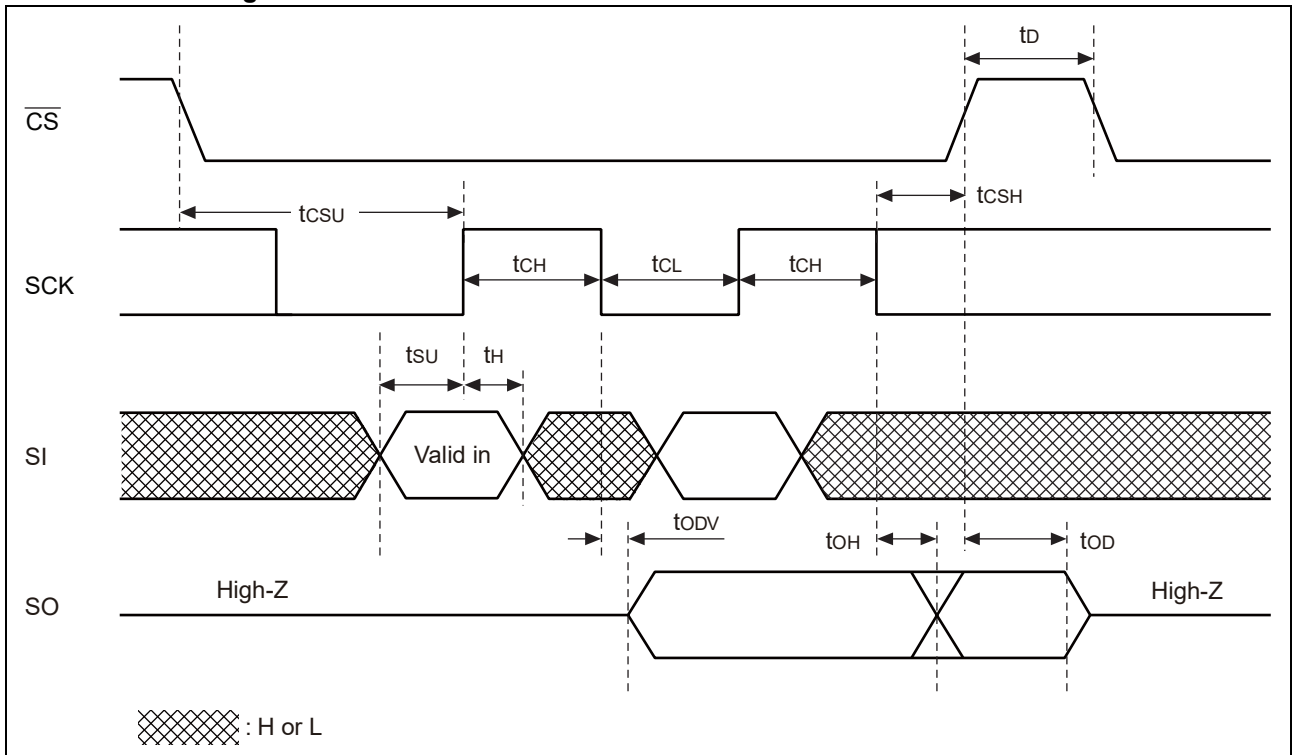 tD
CS
tCSH
tCSU
SCK
tCH
tCL
tCH
tSU
tH
SI
Valid in
tODV
tOH
tOD
High-Z
High-Z
SO
: H or L